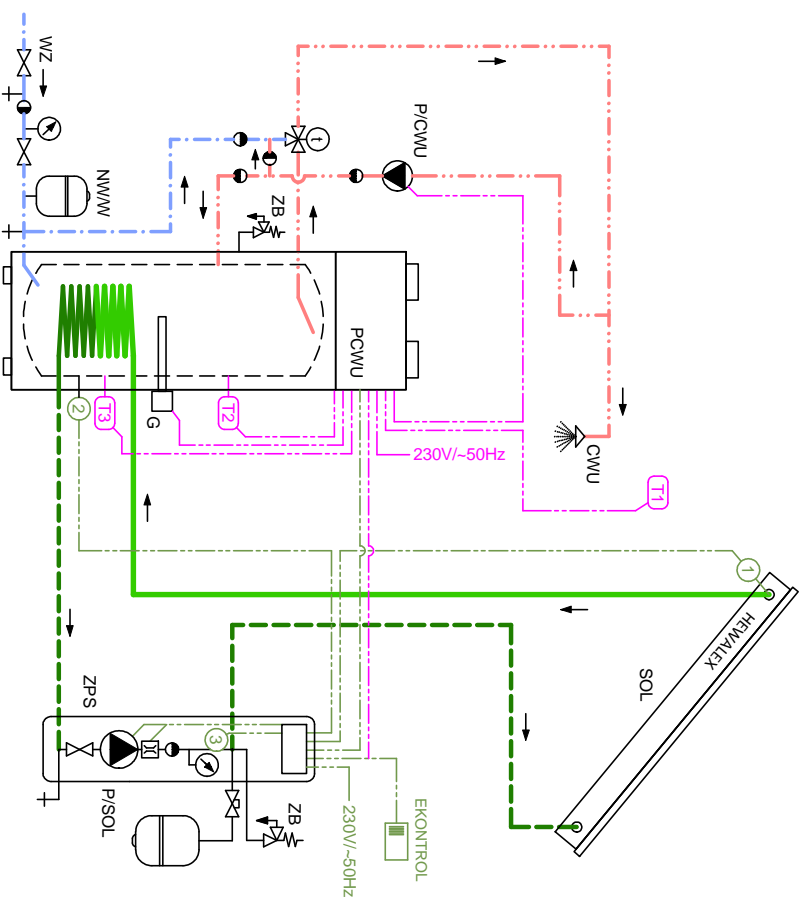 WZ
NW/W
ZB
t
P/CWU
PCWU
T2
T3
2
G
230V/~50Hz
CWU
T1
1
HEWALEX
SOL
ZPS
3
P/SOL
ZB
230V/~50Hz
EKONTROL